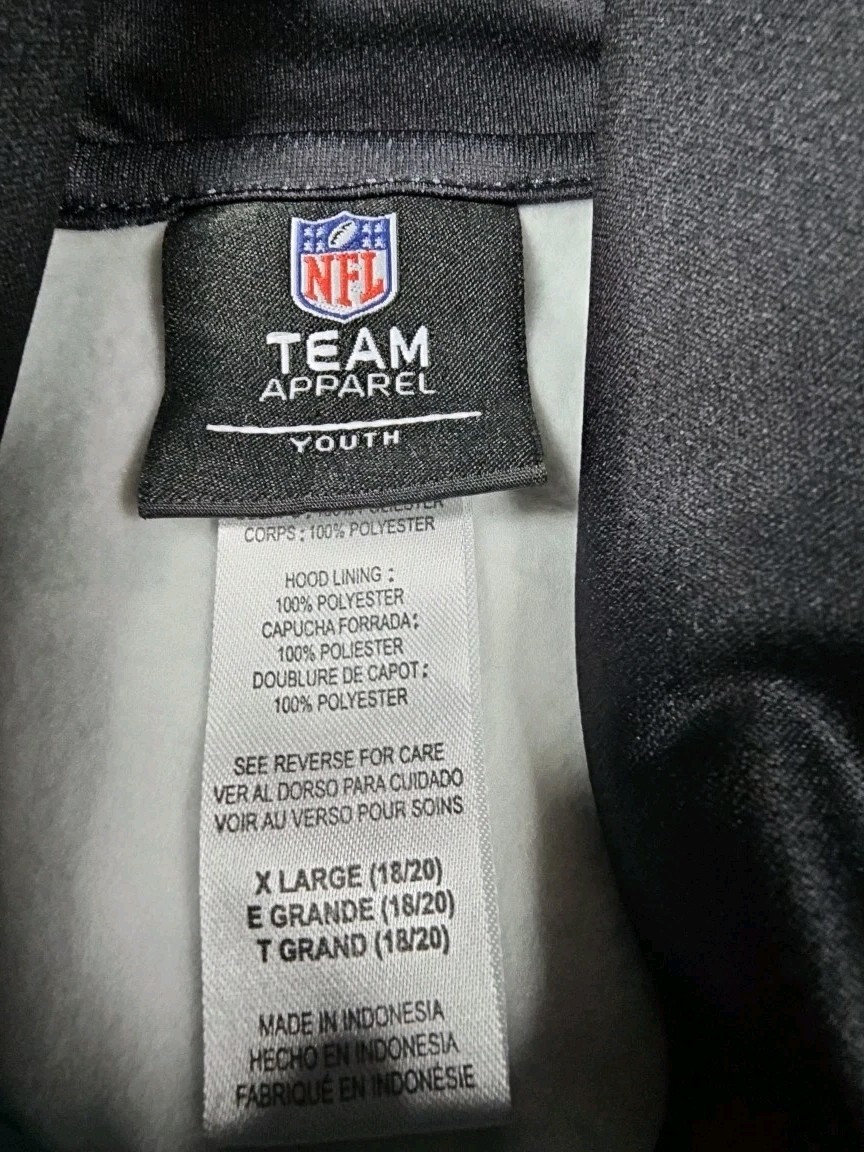 NFL
TEAM
APPAREL
YOUTH
CORPS : 100% POLYESTER
HOOD LINING :
100% POLYESTER
CAPUCHA FORRADA:
100% POLIESTER
DOUBLURE DE CAPOT:
100% POLYESTER
SEE REVERSE FOR CARE
VER AL DORSO PARA CUIDADO
VOIR AU VERSO POUR SOINS
X LARGE (18/20)
E GRANDE (18/20)
T GRAND (18/20)
MADE IN INDONESIA
HECHO EN INDONESIA
FABRIQUÉ EN INDONÉSIE